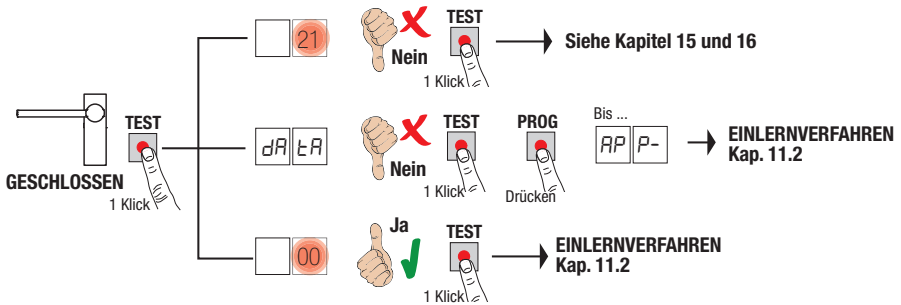 21
TEST
Nein
1 Klick
Siehe Kapitel 15 und 16
GESCHLOSSEN
TEST
1 Klick
dA tA
Nein
TEST
1 Klick
PROG
Drücken
Bis ...
AP P-
EINLERNVERFAHREN
Kap. 11.2
00
Ja
TEST
1 Klick
EINLERNVERFAHREN
Kap. 11.2